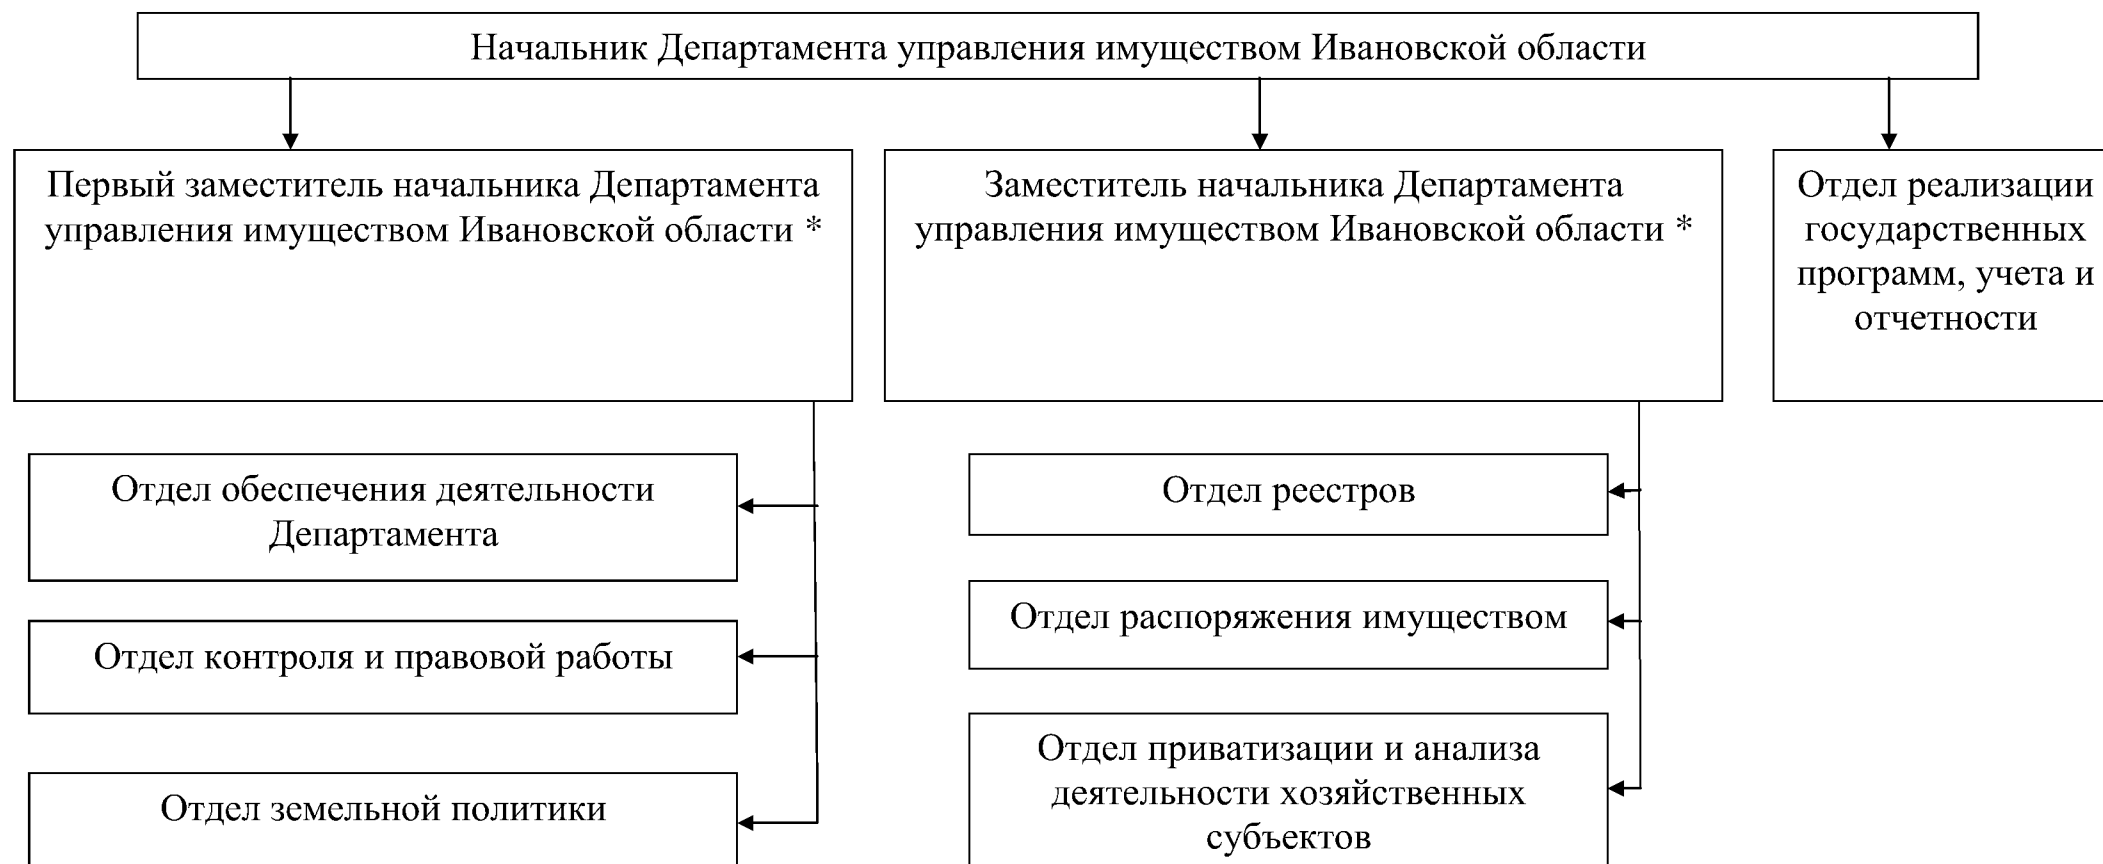 Начальник Департамента управления имуществом Ивановской области
Первый заместитель начальника Департамента
управления имуществом Ивановской области *
Заместитель начальника Департамента
управления имуществом Ивановской области *
Отдел реализации
государственных
программ, учета и
отчетности
Отдел обеспечения деятельности
Департамента
Отдел контроля и правовой работы
Отдел земельной политики
Отдел реестров
Отдел распоряжения имуществом
Отдел приватизации и анализа
деятельности хозяйственных
субъектов